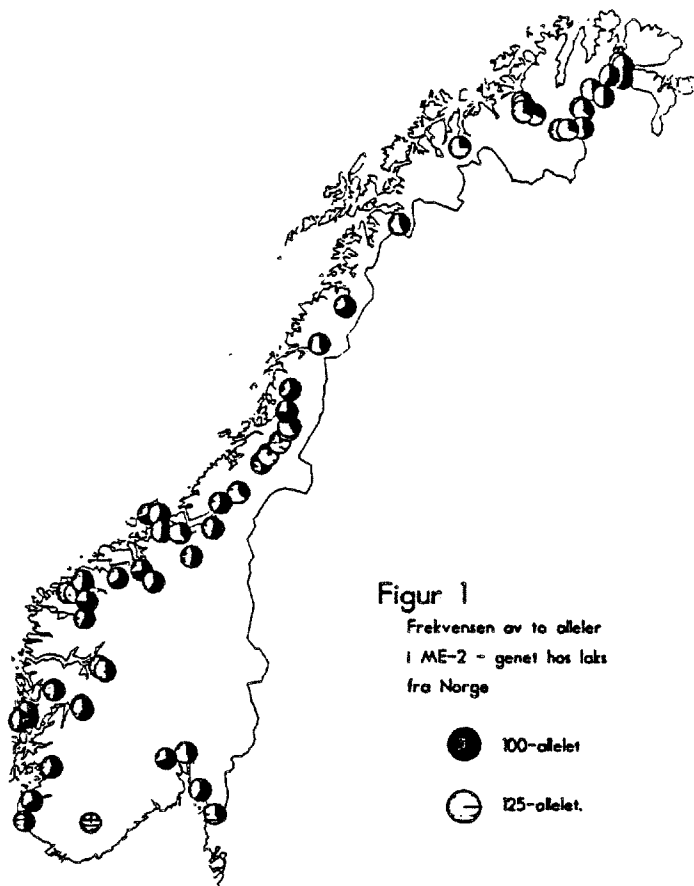 Figur 1
Frekvensen av to alleler
i ME-2 - genet hos laks
fra Norge
100-allelet
125-allelet.